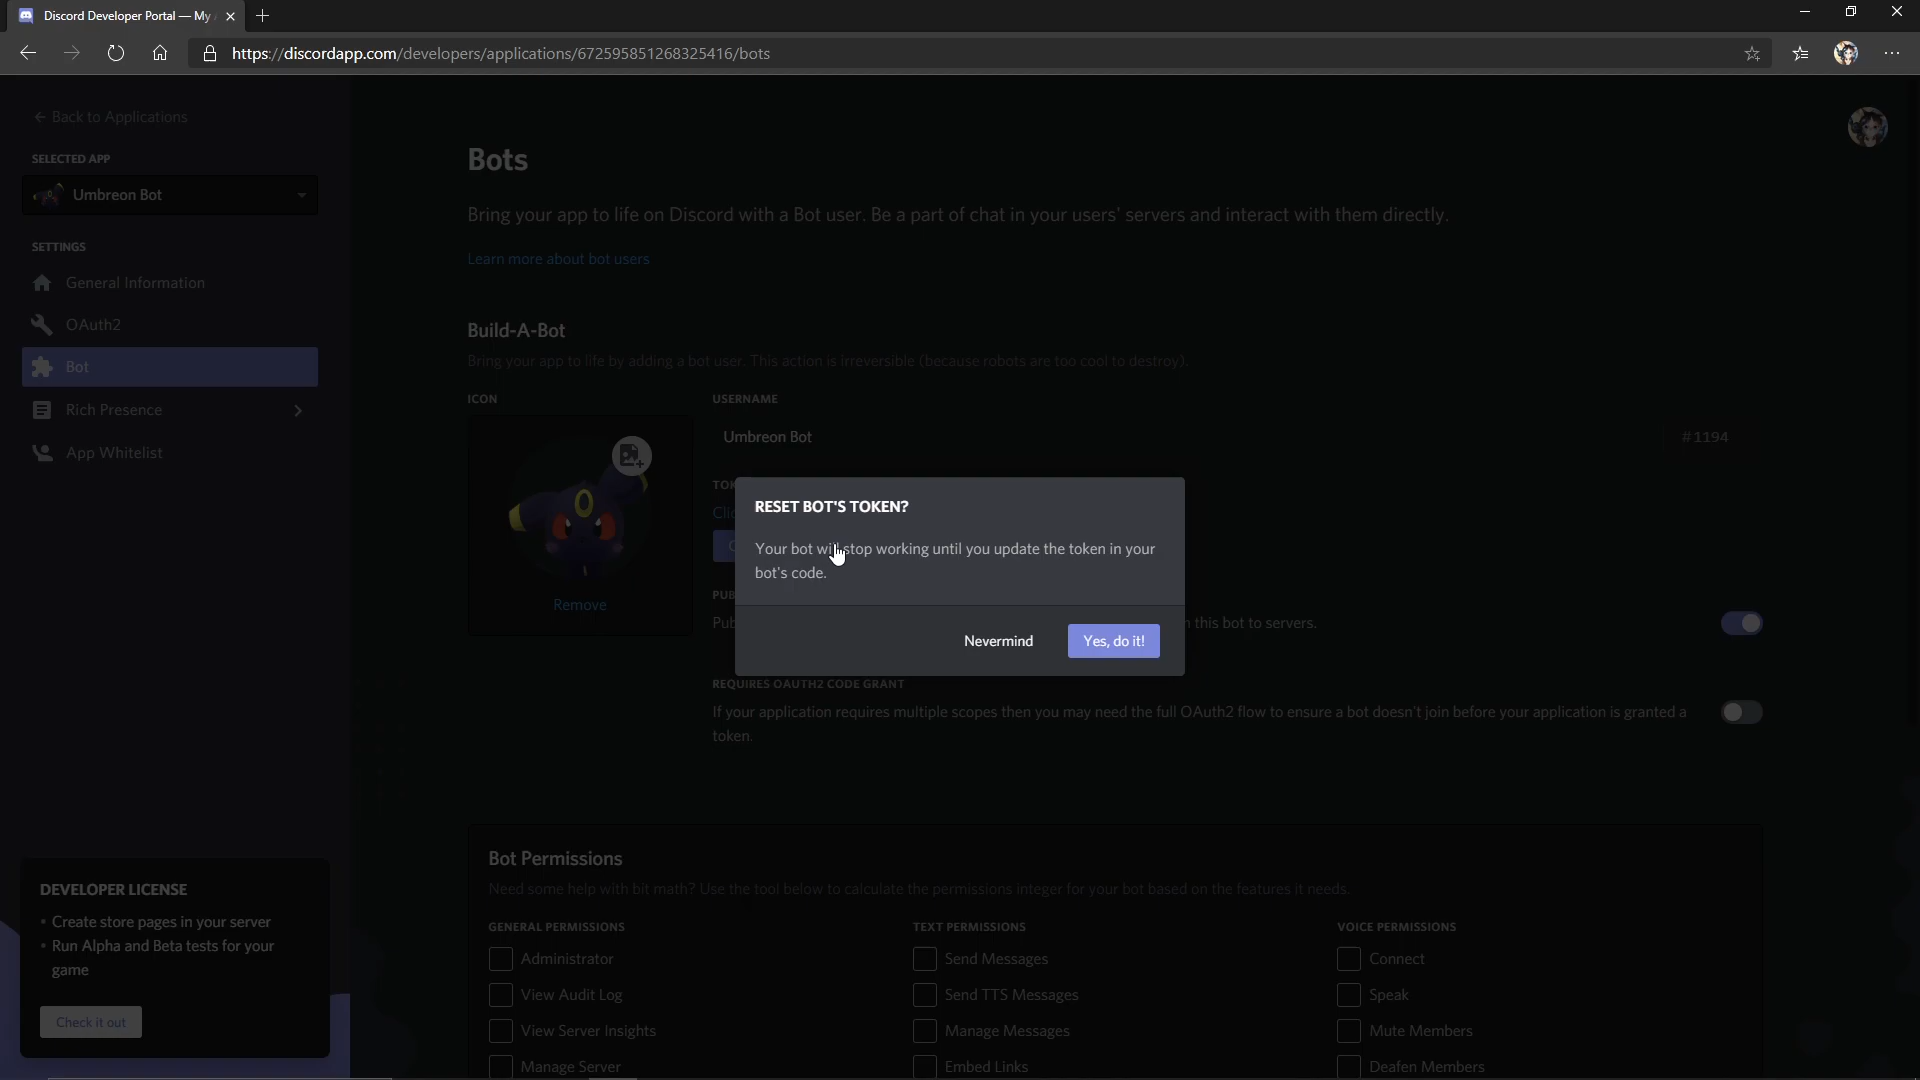 Discord Developer Portal — My
https://discordapp.com/developers/applications/672595851268325416/bots
← Back to Applications
SELECTED APP
Umbreon Bot
SETTINGS
General Information
OAuth2
Bot
Rich Presence
App Whitelist
DEVELOPER LICENSE
• Create store pages in your server
• Run Alpha and Beta tests for your
game
Check it out
Bots
Bring your app to life on Discord with a Bot user. Be a part of chat in your users' servers and interact with them directly.
Learn more about bot users
Build-A-Bot
Bring your app to life by adding a bot user. This action is irreversible (because robots are too cool to destroy).
ICON
Remove
USERNAME
Umbreon Bot
#1194
RESET BOT'S TOKEN?
Your bot will stop working until you update the token in your
bot's code.
Nevermind
Yes, do it!
this bot to servers.
REQUIRES OAUTH2 CODE GRANT
If your application requires multiple scopes then you may need the full OAuth2 flow to ensure a bot doesn't join before your application is granted a
token.
Bot Permissions
Need some help with bit math? Use the tool below to calculate the permissions integer for your bot based on the features it needs.
GENERAL PERMISSIONS
Administrator
View Audit Log
View Server Insights
Manage Server
TEXT PERMISSIONS
Send Messages
Send TTS Messages
Manage Messages
Embed Links
VOICE PERMISSIONS
Connect
Speak
Mute Members
Deafen Members